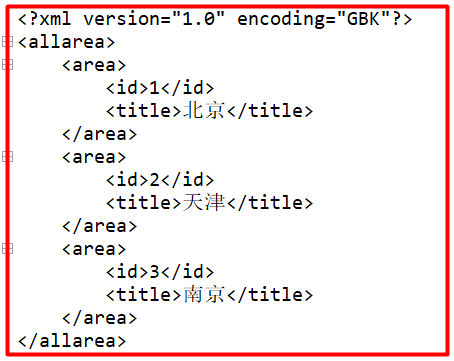 <?xml version="1.0" encoding="GBK"?>
<allarea>
    <area>
        <id>1</id>
        <title>北京</title>
    </area>
    <area>
        <id>2</id>
        <title>天津</title>
    </area>
    <area>
        <id>3</id>
        <title>南京</title>
    </area>
</allarea>